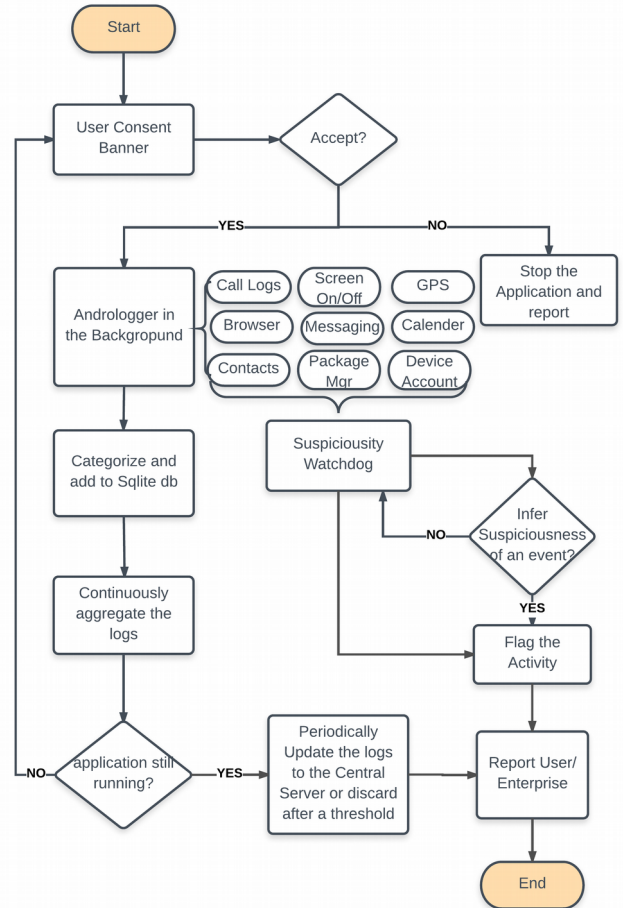 Start
User Consent
Banner
Accept?
YES
NO
Andrologger in
the Background
Call Logs
Screen
On/Off
GPS
Browser
Messaging
Calender
Contacts
Package
Mgr
Device
Account
Stop the
Application and
report
Categorize and
add to Sqlite db
Suspiciousity
Watchdog
Infer
Suspiciousness
of an event?
NO
YES
Continuously
aggregate the
logs
Flag the
Activity
application still
running?
NO
YES
Periodically
Update the logs
to the Central
Server or discard
after a threshold
Report User/
Enterprise
End